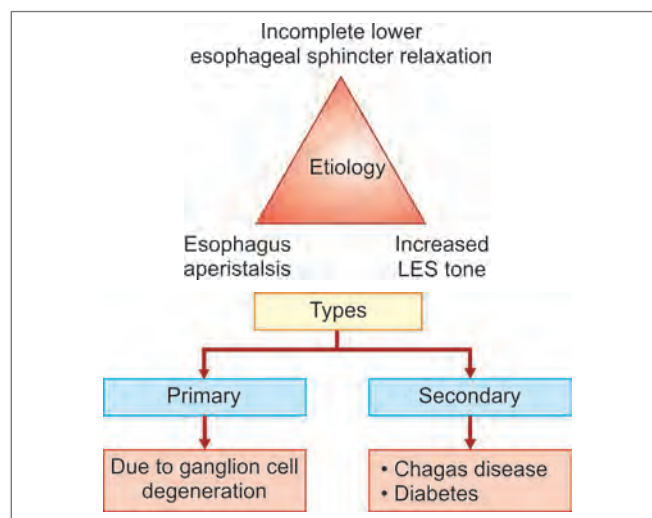 Incomplete lower
esophageal sphincter relaxation
Etiology
Esophagus
aperistalsis
Increased
LES tone
Types
Primary
Secondary
Due to ganglion cell
degeneration
• Chagas disease
• Diabetes